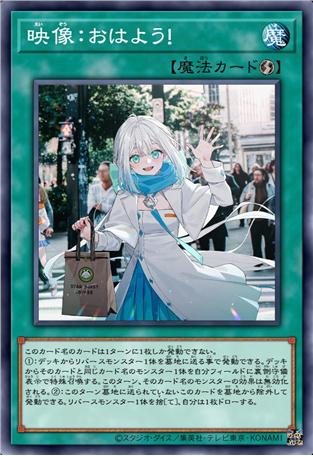 映像：おはよう！
えい ぞう
魔
【魔法カード】
STAR BURST
このカード名のカードは1ターンに1枚しか発動できない。
①：デッキからリバースモンスター1体を墓地に送る事で発動できる。デッキ
からそのカードと同じカード名のモンスター1体を自分フィールドに裏側守備
表示で特殊召喚する。このターン、そのカード名のモンスターの効果は無効化
される。②：このターン墓地に送られていないこのカードを墓地から除外して
発動できる。リバースモンスター1体を捨て、自分は1枚ドローする。
©スタジオ・ダイス／集英社・テレビ東京・KONAMI